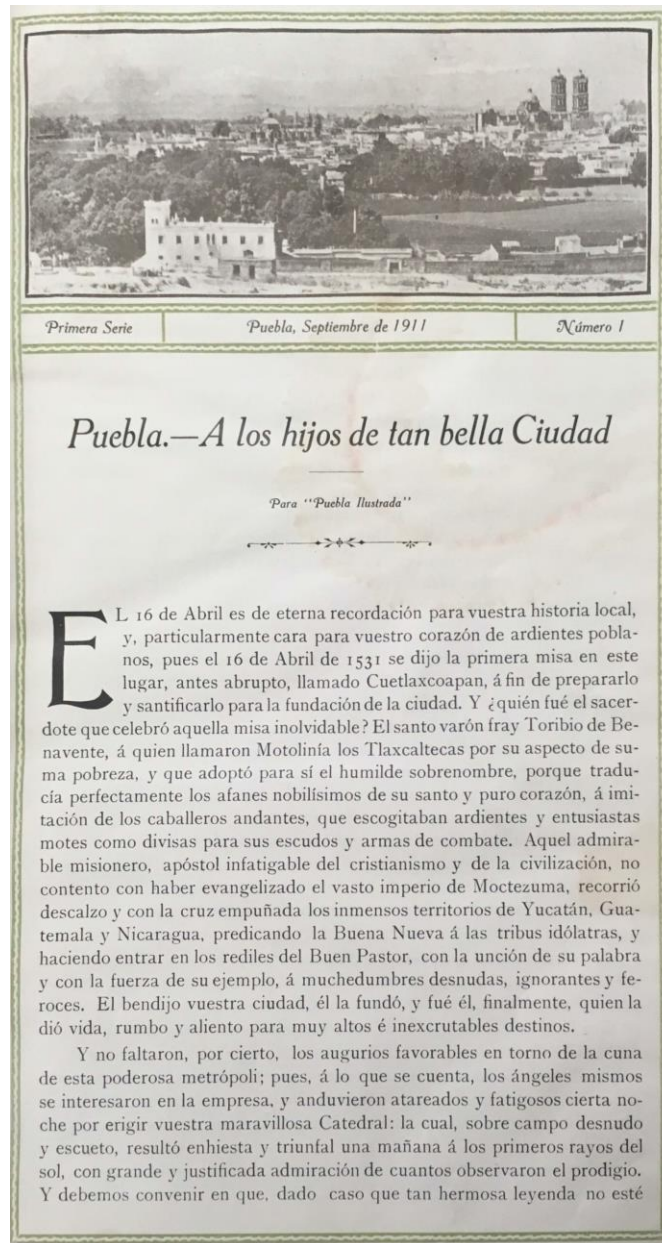 Primera Serie
Puebla, Septiembre de 1911
Número 1
Puebla.—A los hijos de tan bella Ciudad
Para "Puebla Ilustrada"
EL 16 de Abril es de eterna recordación para vuestra historia local,
y, particularmente cara para vuestro corazón de ardientes pobla-
nos, pues el 16 de Abril de 1531 se dijo la primera misa en este
lugar, antes abrupto, llamado Cuetlaxcoapan, á fin de prepararlo
y santificarlo para la fundación de la ciudad. Y ¿quién fué el sacer-
dote que celebró aquella misa inolvidable? El santo varón fray Toribio de Be-
navente, á quien llamaron Motolinía los Tlaxcaltecas por su aspecto de su-
ma pobreza, y que adoptó para sí el humilde sobrenombre, porque tradu-
cía perfectamente los afanes nobilísimos de su santo y puro corazón, á imi-
tación de los caballeros andantes, que escogitaban ardientes y entusiastas
motes como divisas para sus escudos y armas de combate. Aquel admira-
ble misionero, apóstol infatigable del cristianismo y de la civilización, no
contento con haber evangelizado el vasto imperio de Moctezuma, recorrió
descalzo y con la cruz empuñada los inmensos territorios de Yucatán, Gua-
temala y Nicaragua, predicando la Buena Nueva á las tribus idólatras, y
haciendo entrar en los rediles del Buen Pastor, con la unción de su palabra
y con la fuerza de su ejemplo, á muchedumbres desnudas, ignorantes y fe-
roces. El bendijo vuestra ciudad, él la fundó, y fué él, finalmente, quien la
dió vida, rumbo y aliento para muy altos é inexcrutables destinos.
Y no faltaron, por cierto, los augurios favorables en torno de la cuna
de esta poderosa metrópoli; pues, á lo que se cuenta, los ángeles mismos
se interesaron en la empresa, y anduvieron atareados y fatigosos cierta no-
che por erigir vuestra maravillosa Catedral: la cual, sobre campo desnudo
y escueto, resultó enhiesta y triunfal una mañana á los primeros rayos del
sol, con grande y justificada admiración de cuantos observaron el prodigio.
Y debemos convenir en que, dado caso que tan hermosa leyenda no esté